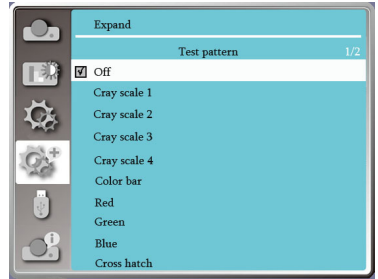 Expand
Test pattern 1/2
Off
Cray scale 1
Cray scale 2
Cray scale 3
Cray scale 4
Color bar
Red
Green
Blue
Cross hatch